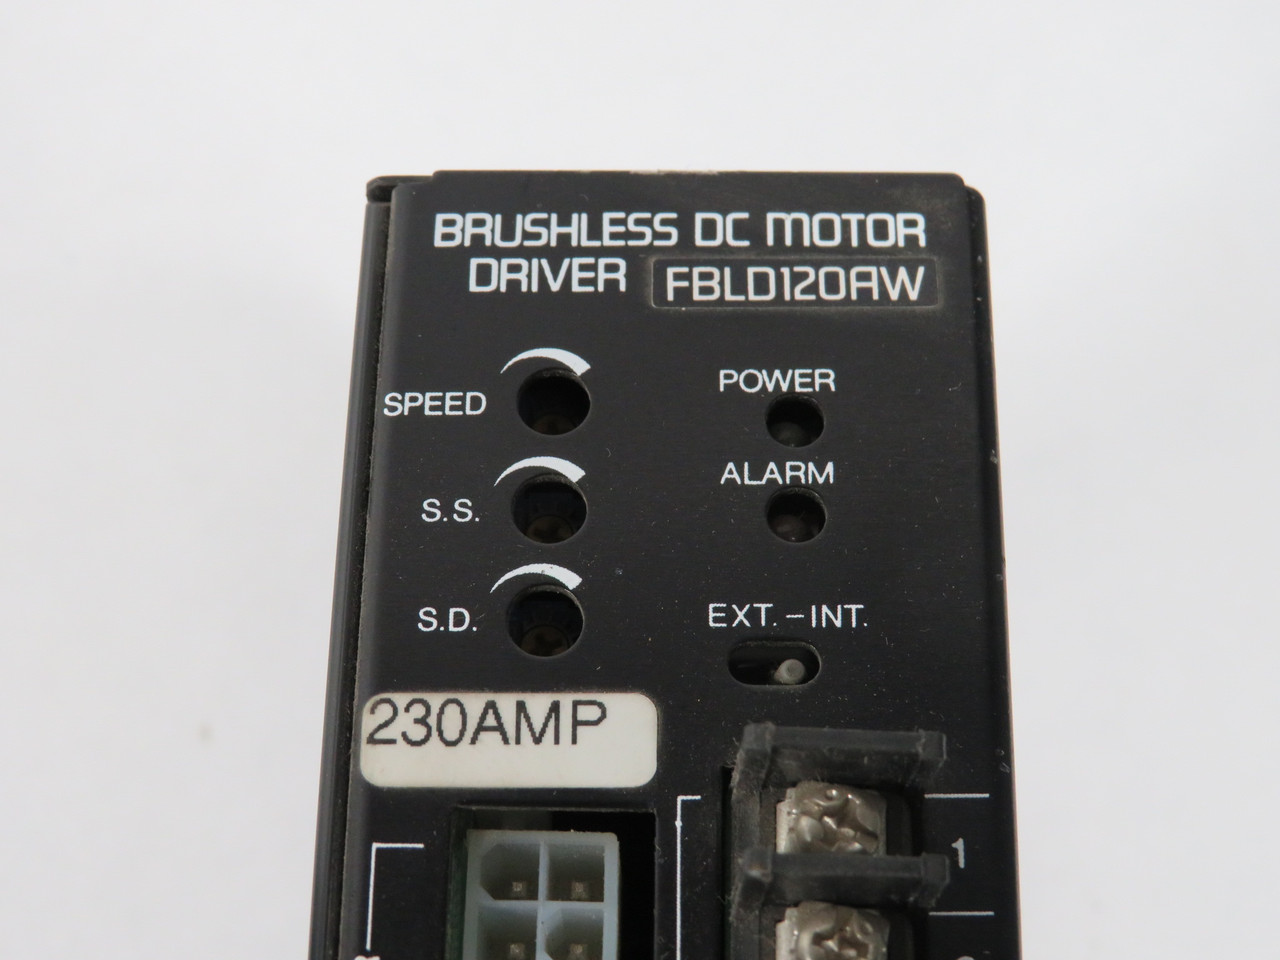 BRUSHLESS DC MOTOR
DRIVER FBLD120AW
SPEED
POWER
ALARM
S.S.
S.D.
EXT.-INT.
230AMP
1